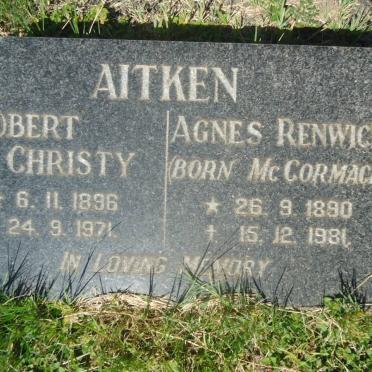 AITKEN
OBERT
CHRISTY
6. 11. 1896
24. 9. 1971.
AGNES RENWIC
(BORN MCCORMAC
★ 26. 9. 1890
† 15. 12. 1981.
IN LOVING MEMORY